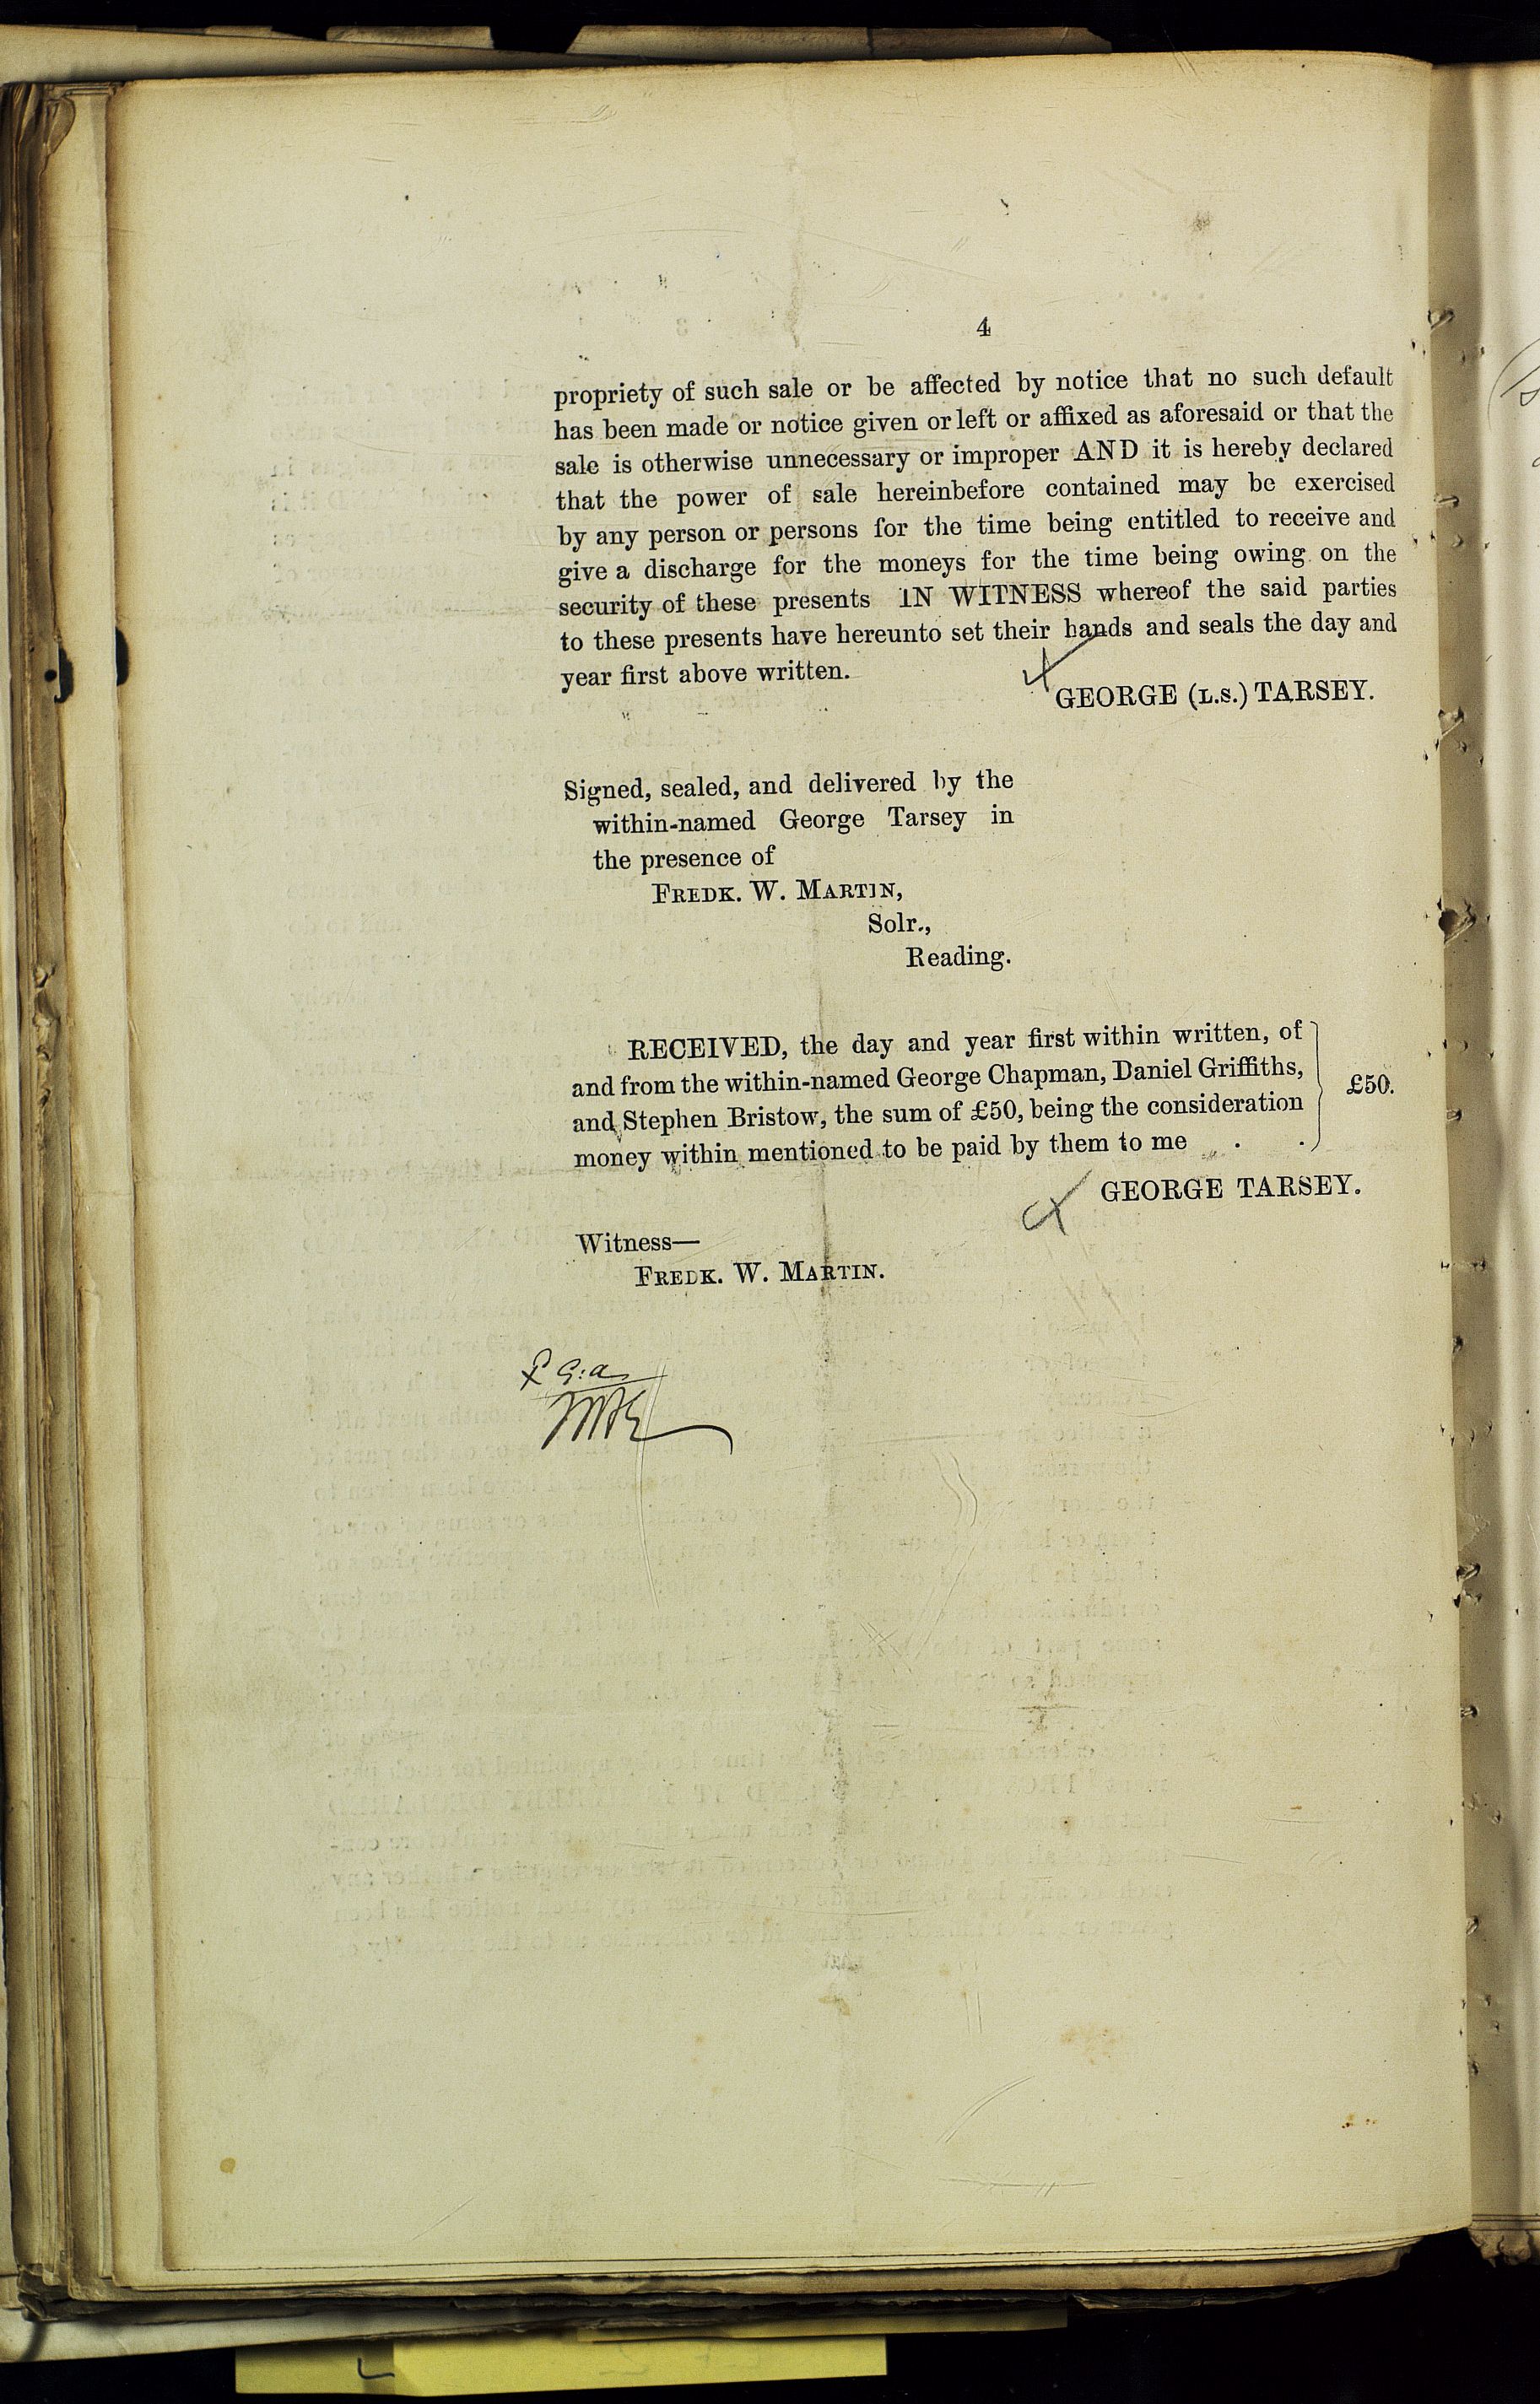 4
propriety of such sale or be affected by notice that no such default
has been made or notice given or left or affixed as aforesaid or that the
sale is otherwise unnecessary or improper AND it is hereby declared
that the power of sale hereinbefore contained may be exercised
by any person or persons for the time being entitled to receive and
give a discharge for the moneys for the time being owing on the
security of these presents IN WITNESS whereof the said parties
to these presents have hereunto set their hands and seals the day and
year first above written.
GEORGE (L.S.) TARSEY.
Signed, sealed, and delivered by the
within-named George Tarsey in
the presence of
FREDK. W. MARTIN,
Solr.,
Reading.
RECEIVED, the day and year first within written, of
and from the within-named George Chapman, Daniel Griffiths,
and Stephen Bristow, the sum of £50, being the consideration
money within mentioned to be paid by them to me . .
£50.
GEORGE TARSEY.
Witness—
FREDK. W. MARTIN.